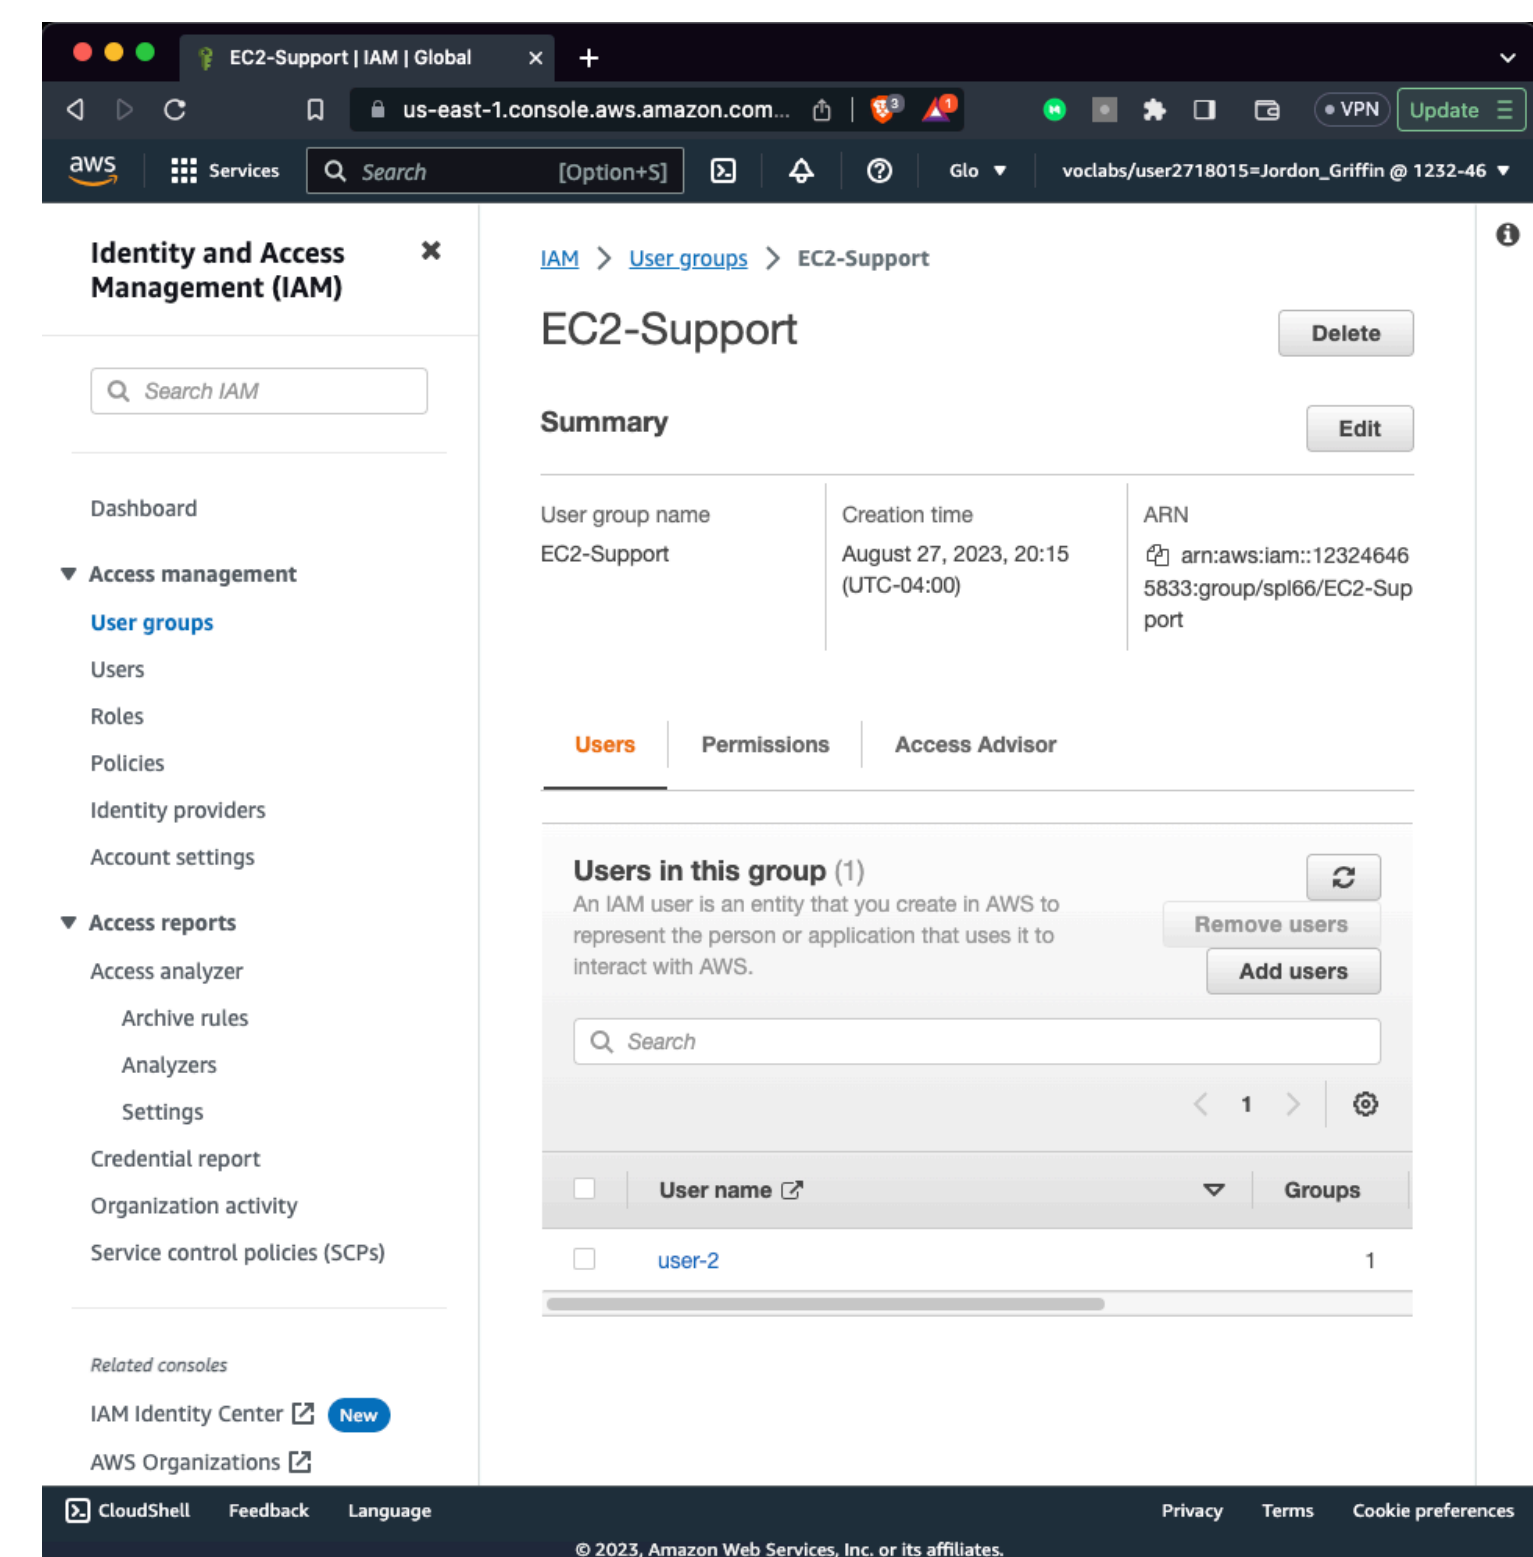 EC2-Support | IAM | Global
us-east-1.console.aws.amazon.com...
3
1
VPN
Update
aws
Services
Search
[Option+S]
Glo
voclabs/user2718015=Jordon_Griffin @ 1232-46
Identity and Access
Management (IAM)
Search IAM
Dashboard
Access management
User groups
Users
Roles
Policies
Identity providers
Account settings
Access reports
Access analyzer
Archive rules
Analyzers
Settings
Credential report
Organization activity
Service control policies (SCPs)
Related consoles
IAM Identity Center
New
AWS Organizations
IAM > User groups > EC2-Support
EC2-Support
Delete
Summary
Edit
User group name
EC2-Support
Creation time
August 27, 2023, 20:15
(UTC-04:00)
ARN
arn:aws:iam::12324646
5833:group/spl66/EC2-Sup
port
Users
Permissions
Access Advisor
Users in this group (1)
An IAM user is an entity that you create in AWS to
represent the person or application that uses it to
interact with AWS.
Remove users
Add users
Search
1
User name
Groups
user-2
1
CloudShell
Feedback
Language
Privacy
Terms
Cookie preferences
© 2023, Amazon Web Services, Inc. or its affiliates.